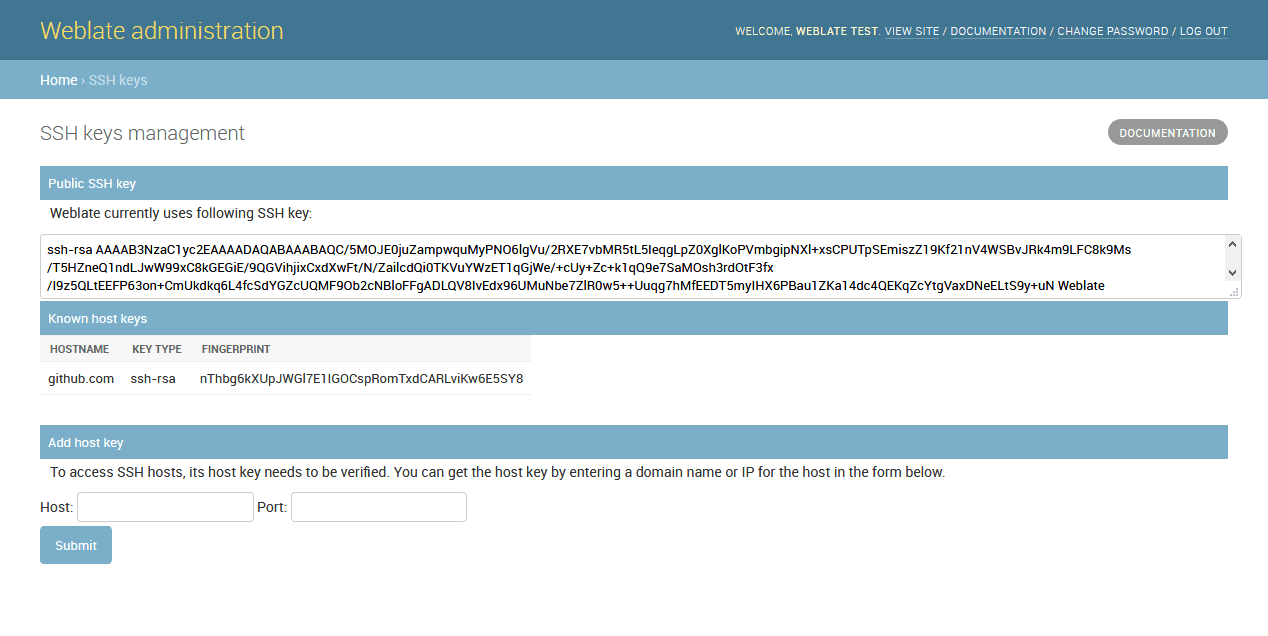 Weblate administration
WELCOME, WEBLATE TEST. VIEW SITE / DOCUMENTATION / CHANGE PASSWORD / LOG OUT
Home › SSH keys
SSH keys management
DOCUMENTATION
Public SSH key
Weblate currently uses following SSH key:
ssh-rsa AAAAB3NzaC1yc2EAAAADAQABAAABAQC/5MOJE0juZampwquMyPNO6lgVu/2RXE7vbMR5tL5IeqgLpZ0XglKoPVmbgipNXl+xsCPUTpSEmiszZ19Kf21nV4WSBvJRk4m9LFC8k9Ms
/T5HZneQ1ndLJwW99xC8kGEGiE/9QGVihjixCxdXwFt/N/ZailcdQi0TKVuYWzET1qGjWe/+cUy+Zc+k1qQ9e7SaMOsh3rdOtF3fx
/I9z5QLtEEFP63on+CmUkdkq6L4fcSdYGZcUQMF9Ob2cNBloFFgADLQV8IvEdx96UMuNbe7ZlR0w5++Uuqg7hMfEEDT5myIHX6PBau1ZKa14dc4QEKqZcYtgVaxDNeELtS9y+uN Weblate
Known host keys
HOSTNAME KEY TYPE FINGERPRINT
github.com ssh-rsa nThbg6kXUpJWGl7E1IGOCspRomTxdCARLviKw6E5SY8
Add host key
To access SSH hosts, its host key needs to be verified. You can get the host key by entering a domain name or IP for the host in the form below.
Host: Port:
Submit